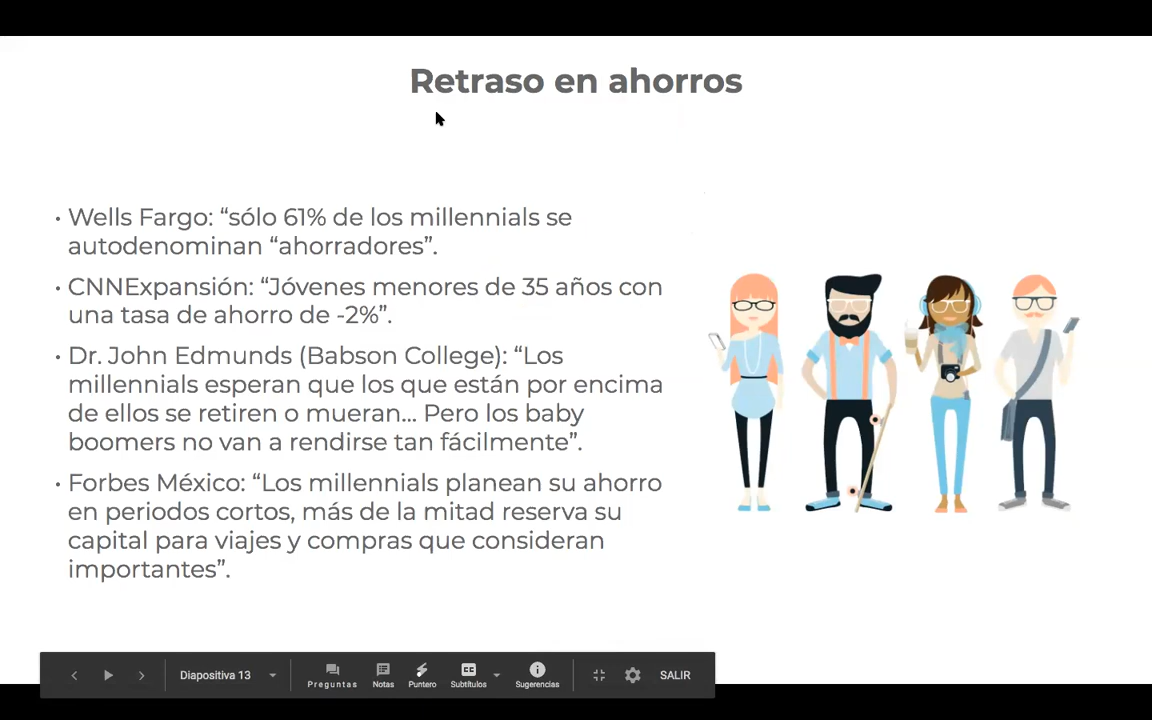 Retraso en ahorros
• Wells Fargo: “sólo 61% de los millennials se
autodenominan “ahorradores”.
• CNNExpansión: “Jóvenes menores de 35 años con
una tasa de ahorro de -2%”.
• Dr. John Edmunds (Babson College): “Los
millennials esperan que los que están por encima
de ellos se retiren o mueran... Pero los baby
boomers no van a rendirse tan fácilmente”.
• Forbes México: “Los millennials planean su ahorro
en periodos cortos, más de la mitad reserva su
capital para viajes y compras que consideran
importantes”.
Diapositiva 13
Preguntas
Notas
Puntero
CC
Subtítulos
Sugerencias
SALIR